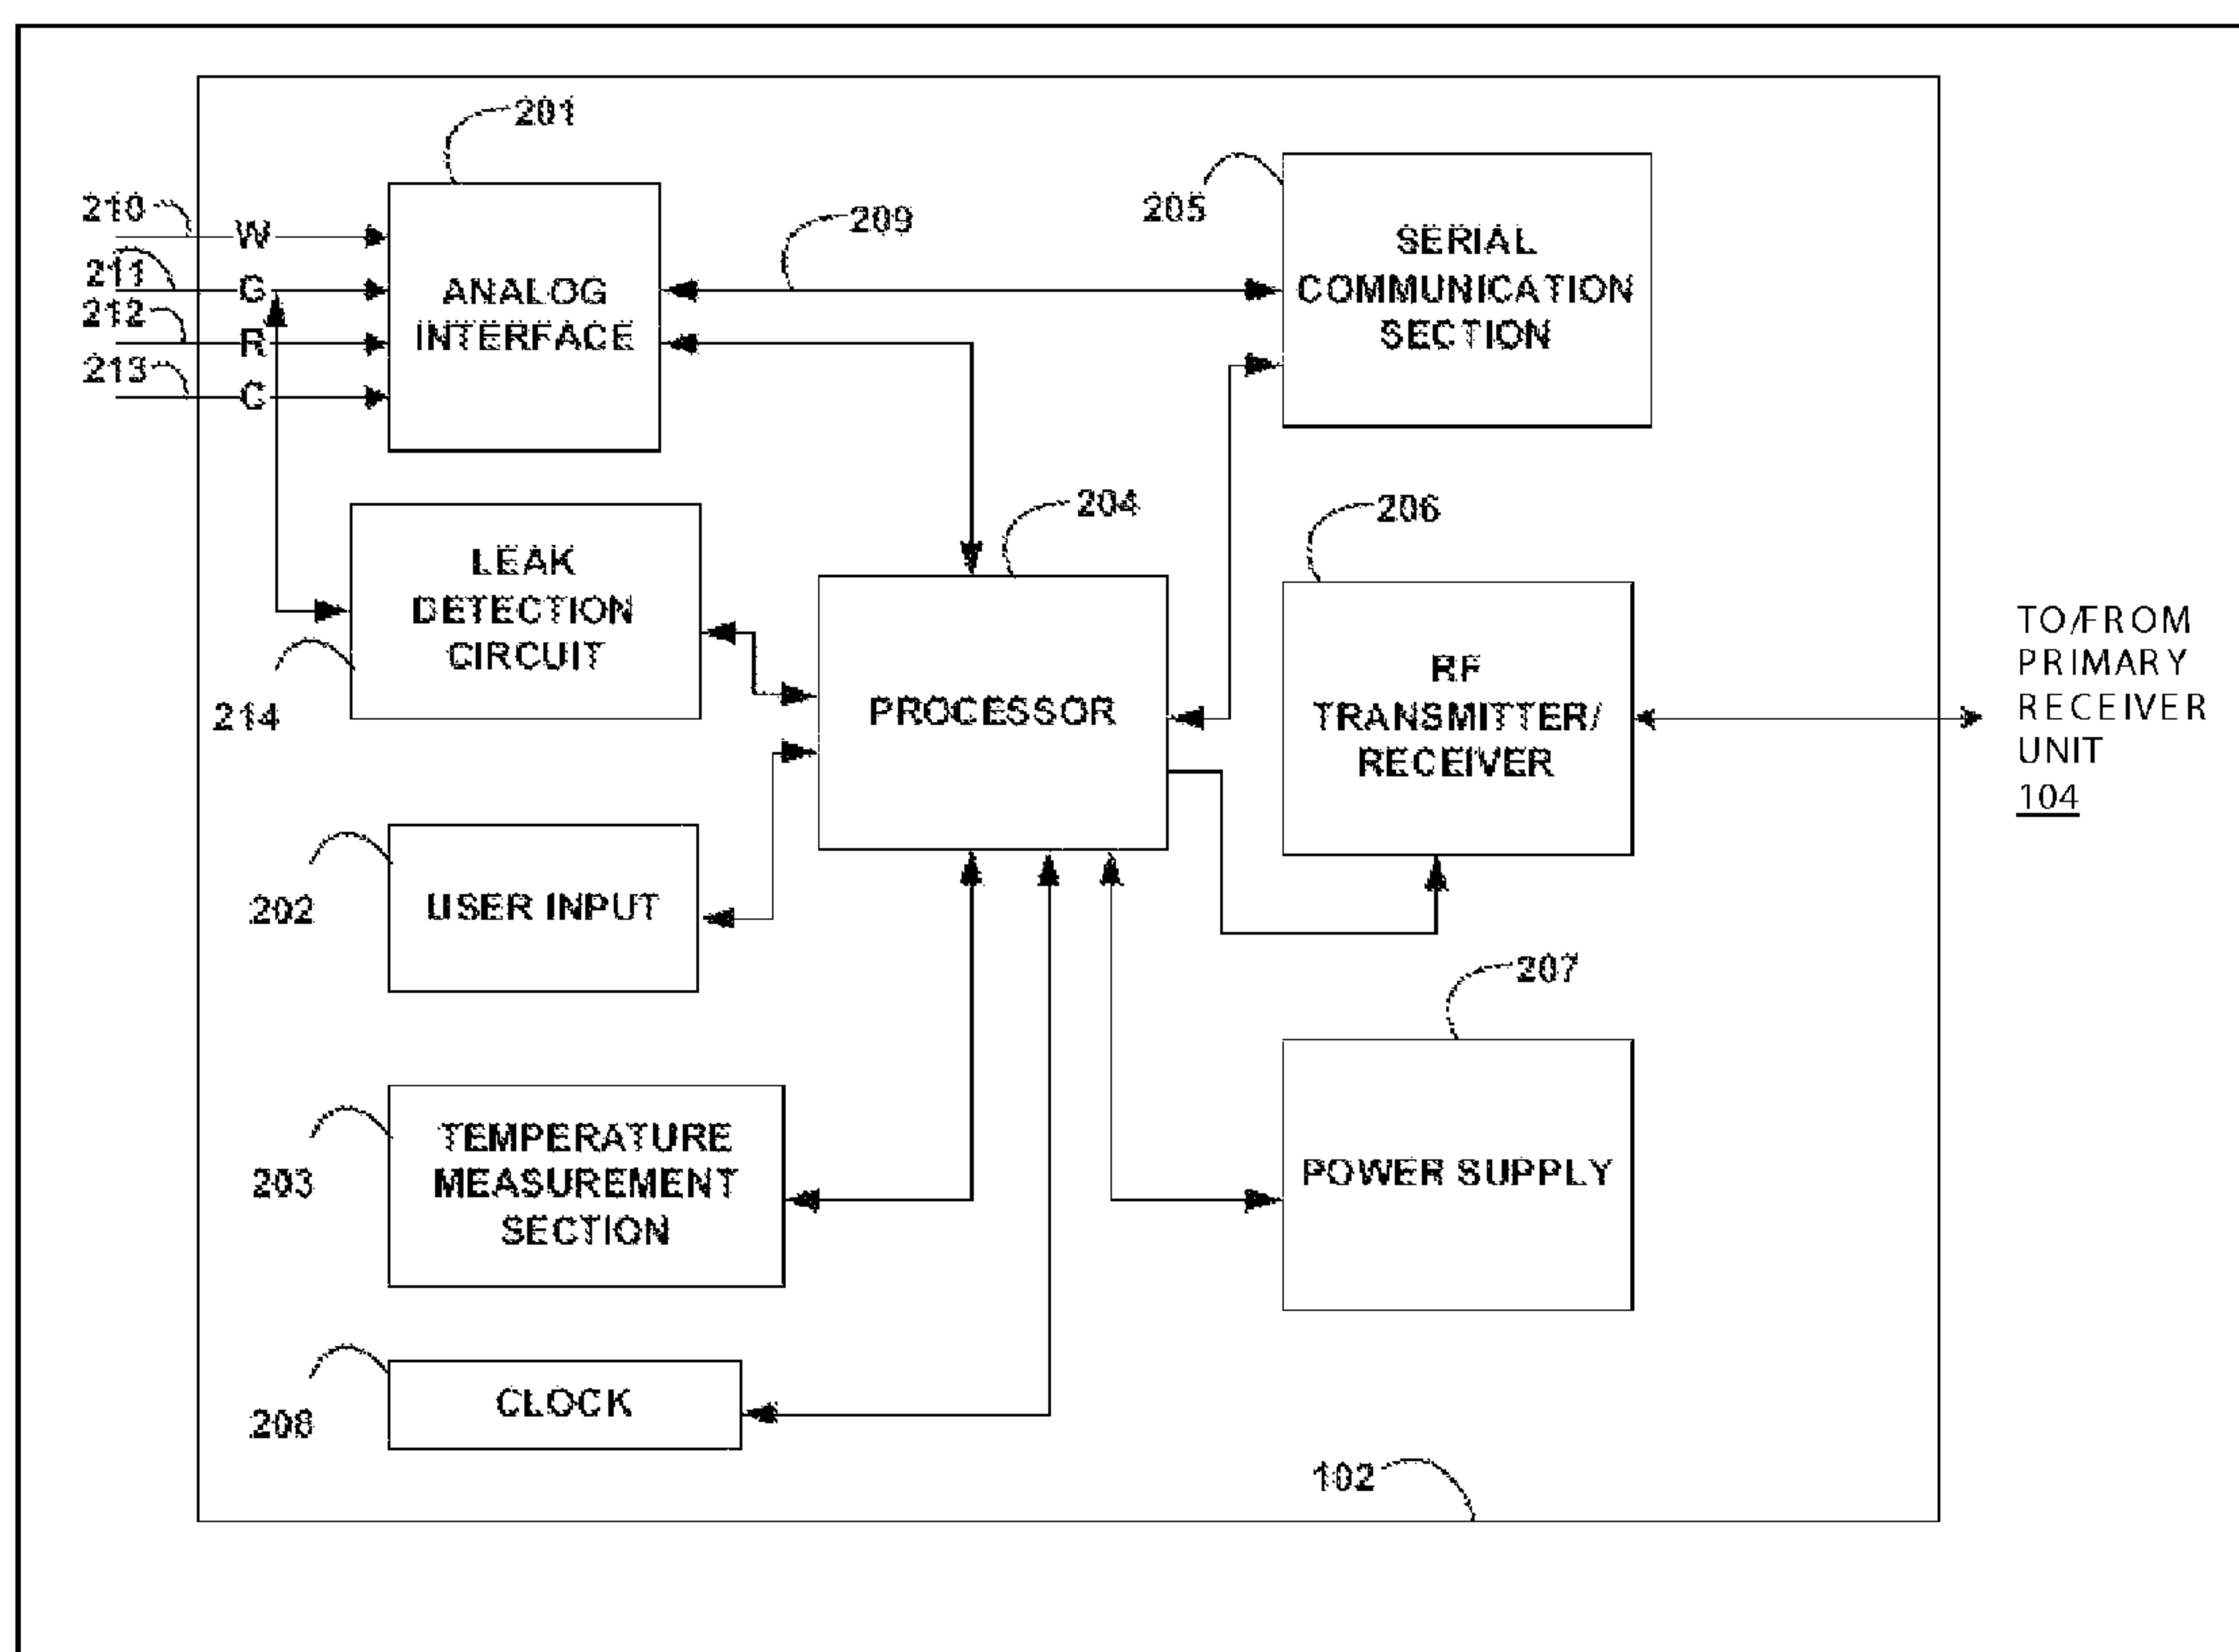 201
210
W
211
G
212
R
213
C
ANALOG
INTERFACE
209
205
SERIAL
COMMUNICATION
SECTION
LEAK
DETECTION
CIRCUIT
214
204
PROCESSOR
206
RF
TRANSMITTER/
RECEIVER
TO/FROM
PRIMARY
RECEIVER
UNIT
104
202
USER INPUT
207
POWER SUPPLY
203
TEMPERATURE
MEASUREMENT
SECTION
208
CLOCK
102